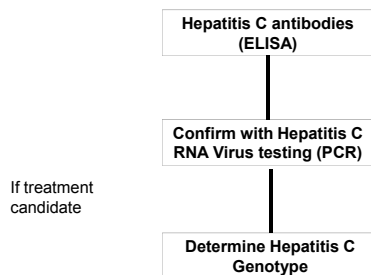 Hepatitis C antibodies
(ELISA)
Confirm with Hepatitis C
RNA Virus testing (PCR)
If treatment
candidate
Determine Hepatitis C
Genotype